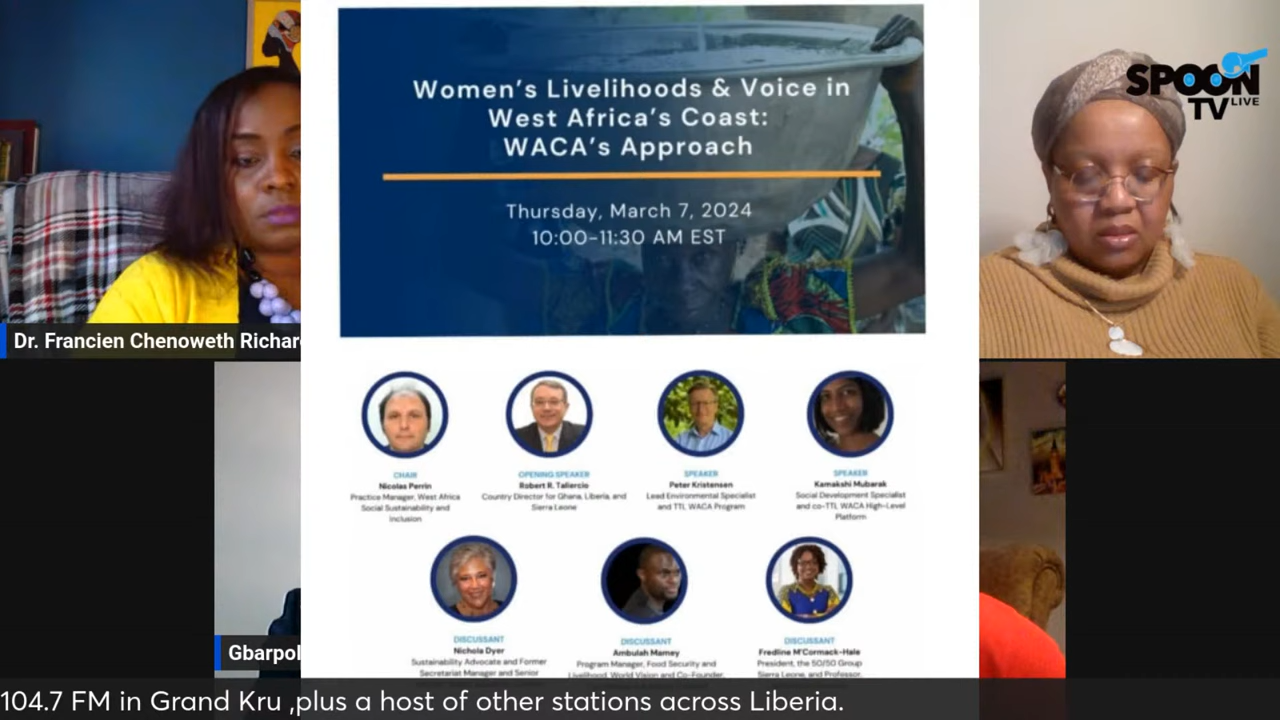 SPOON
TV LIVE
Women's Livelihoods & Voice in
West Africa's Coast:
WACA's Approach
Thursday, March 7, 2024
10:00-11:30 AM EST
Dr. Francien Chenoweth Richar
CHAIR
Nicolas Perrin
Practice Manager, West Africa
Social Sustainability and
Inclusion
OPENING SPEAKER
Robert R. Taliercio
Country Director for Ghana, Liberia, and
Sierra Leone
SPEAKER
Peter Kristensen
Lead Environmental Specialist
and TTL WACA Program
SPEAKER
Kamakshi Mubarak
Social Development Specialist
and co-TTL WACA High-Level
Platform
DISCUSSANT
Nichola Dyer
Sustainability Advocate and Former
Secretariat Manager and Senior
DISCUSSANT
Ambulah Mamey
Program Manager, Food Security and
Livelihood, World Vision and Co-Founder,
DISCUSSANT
Fredline M'Cormack-Hale
President, the 50/50 Group
Sierra Leone, and Professor,
Gbarpol
104.7 FM in Grand Kru ,plus a host of other stations across Liberia.